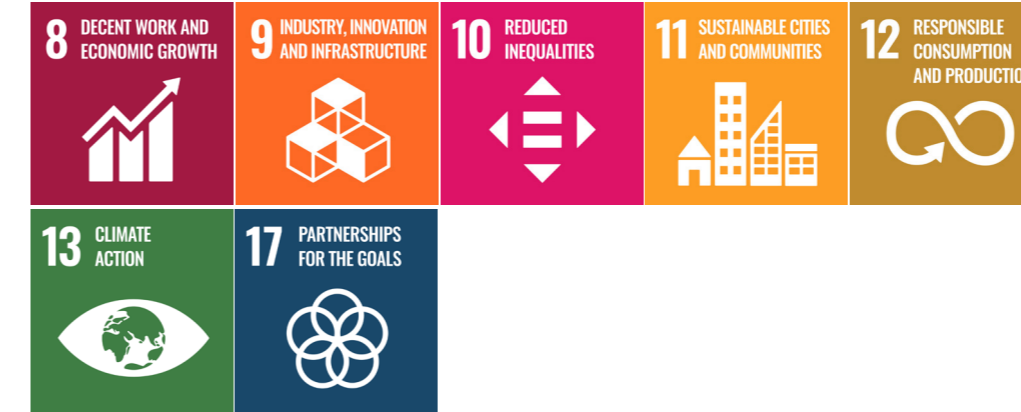 8 DECENT WORK AND
ECONOMIC GROWTH
9 INDUSTRY, INNOVATION
AND INFRASTRUCTURE
10 REDUCED
INEQUALITIES
11 SUSTAINABLE CITIES
AND COMMUNITIES
12 RESPONSIBLE
CONSUMPTION
AND PRODUCTIO
13 CLIMATE
ACTION
17 PARTNERSHIPS
FOR THE GOALS